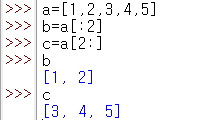 >>> a=[1,2,3,4,5]
>>> b=a[:2]
>>> c=a[2:]
>>> b
[1, 2]
>>> c
[3, 4, 5]